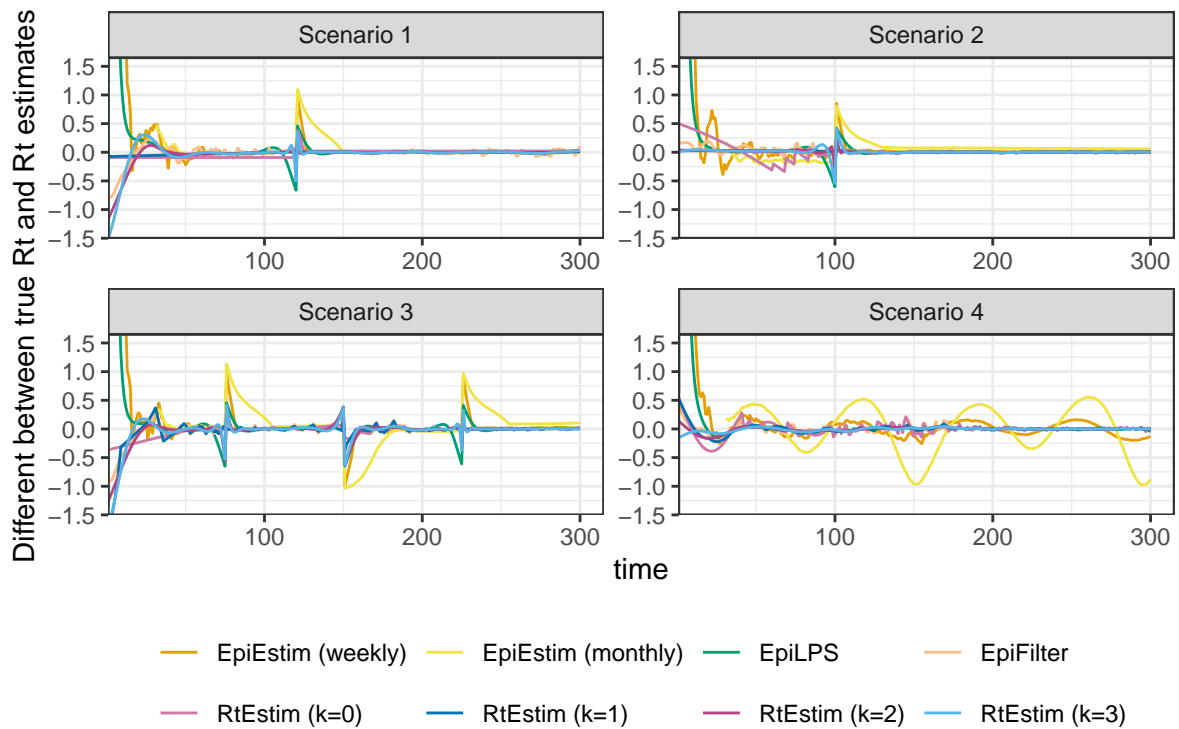 Scenario 1
Scenario 2
1.5
1.0
0.5
0.0
−0.5
−1.0
−1.5
100
200
300
1.5
1.0
0.5
0.0
−0.5
−1.0
−1.5
100
200
300
Scenario 3
Scenario 4
1.5
1.0
0.5
0.0
−0.5
−1.0
−1.5
100
200
300
1.5
1.0
0.5
0.0
−0.5
−1.0
−1.5
100
200
300
Different between true Rt and Rt estimates
time
EpiEstim (weekly)
EpiEstim (monthly)
EpiLPS
EpiFilter
RtEstim (k=0)
RtEstim (k=1)
RtEstim (k=2)
RtEstim (k=3)